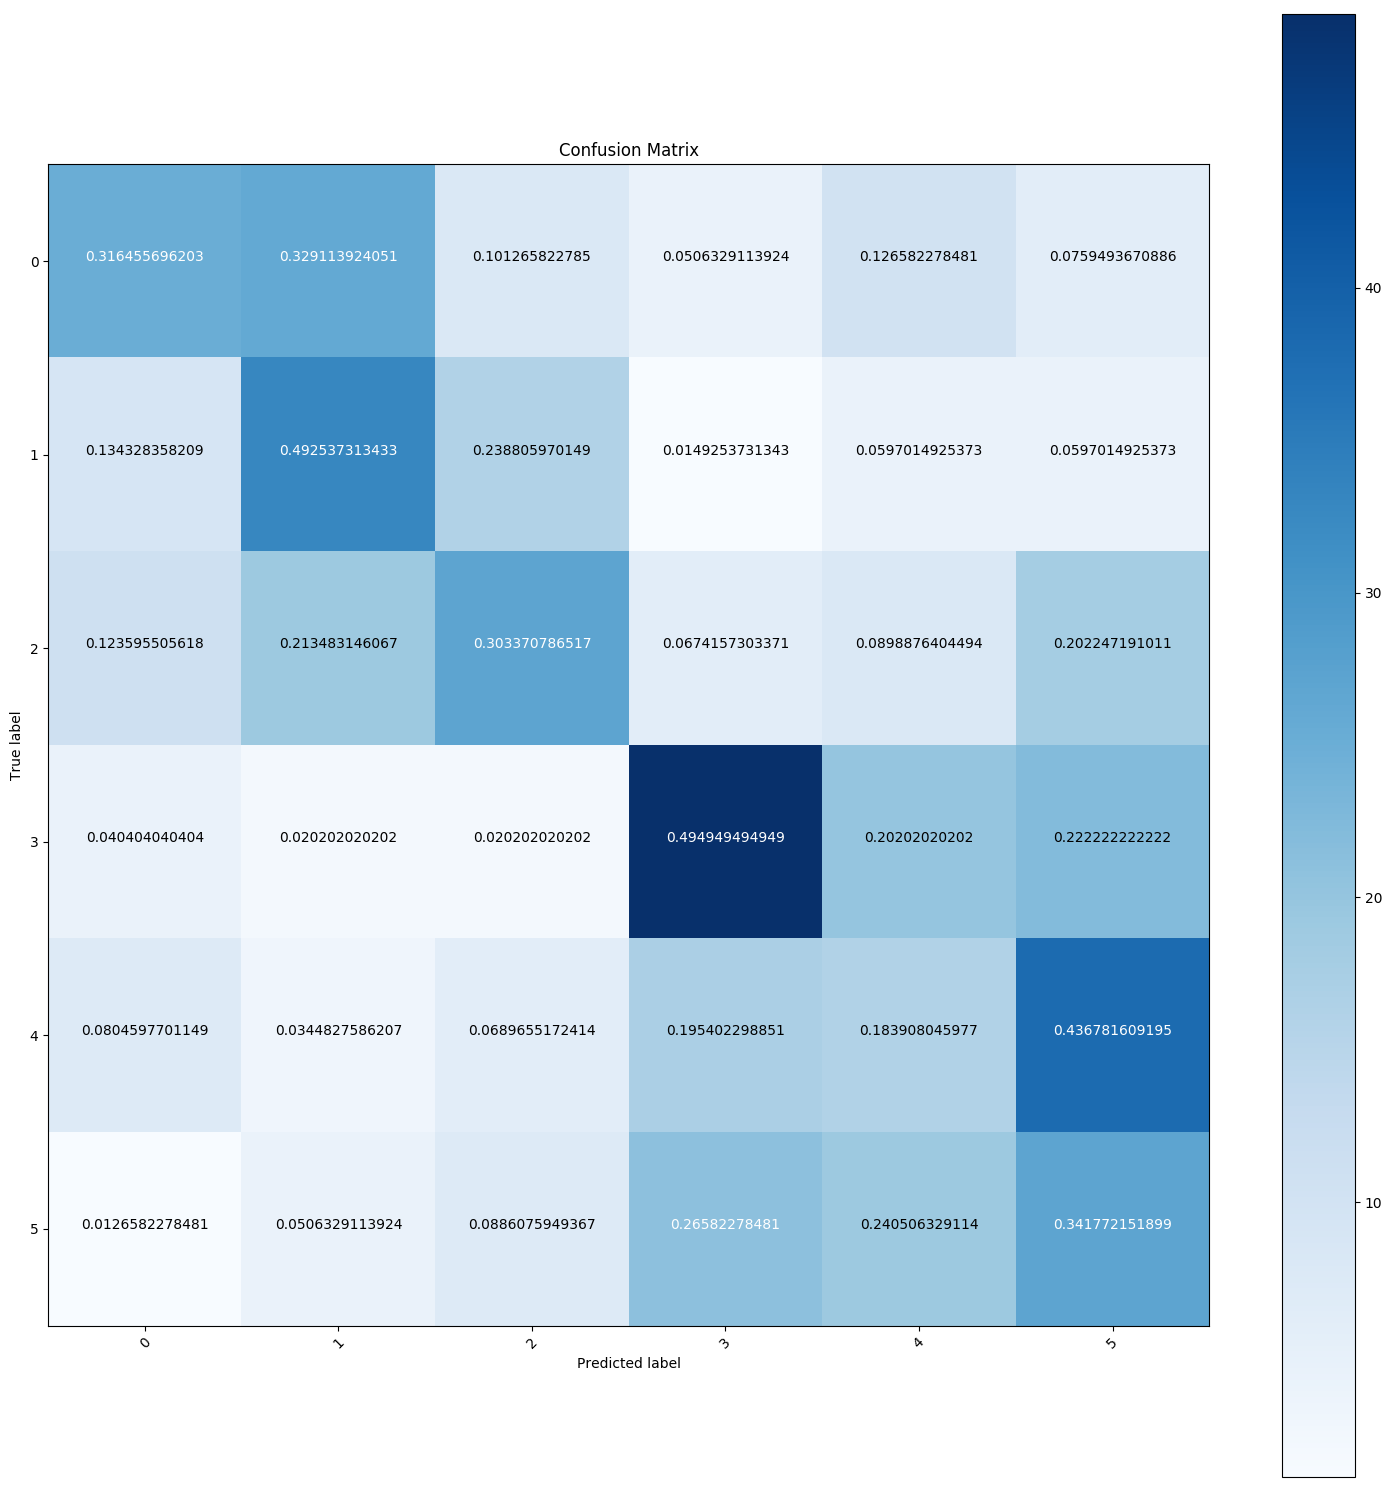 Confusion Matrix
0 0.316455696203 0.329113924051 0.101265822785 0.0506329113924 0.126582278481 0.0759493670886
40
1 0.134328358209 0.492537313433 0.238805970149 0.0149253731343 0.0597014925373 0.0597014925373
30
2 0.123595505618 0.213483146067 0.303370786517 0.0674157303371 0.0898876404494 0.202247191011
True label
3 0.040404040404 0.020202020202 0.020202020202 0.494949494949 0.20202020202 0.222222222222
20
4 0.0804597701149 0.0344827586207 0.0689655172414 0.195402298851 0.183908045977 0.436781609195
10
5 0.0126582278481 0.0506329113924 0.0886075949367 0.26582278481 0.240506329114 0.341772151899
0 1 2 3 4 5
Predicted label